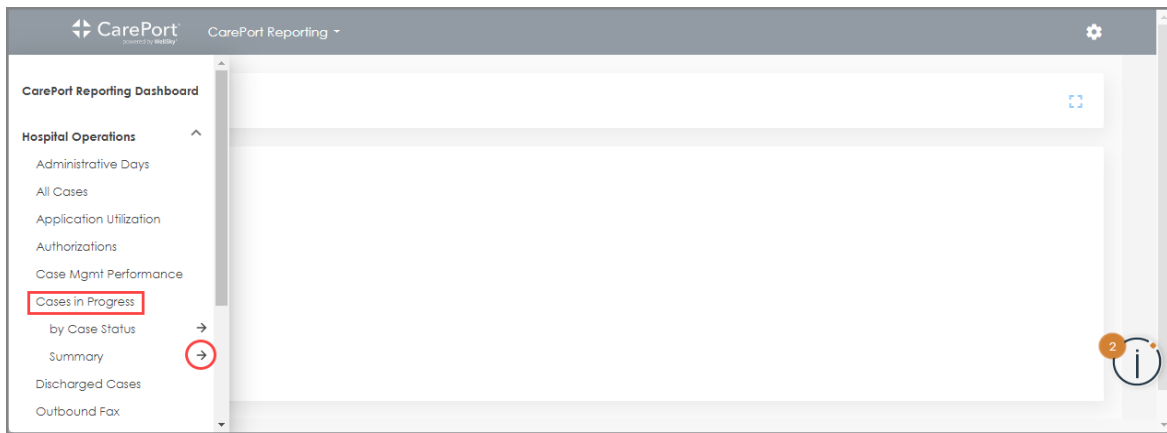 CarePort
powered by WellSky
CarePort Reporting
CarePort Reporting Dashboard
Hospital Operations
Administrative Days
All Cases
Application Utilization
Authorizations
Case Mgmt Performance
Cases in Progress
by Case Status
Summary
Discharged Cases
Outbound Fax
2
i